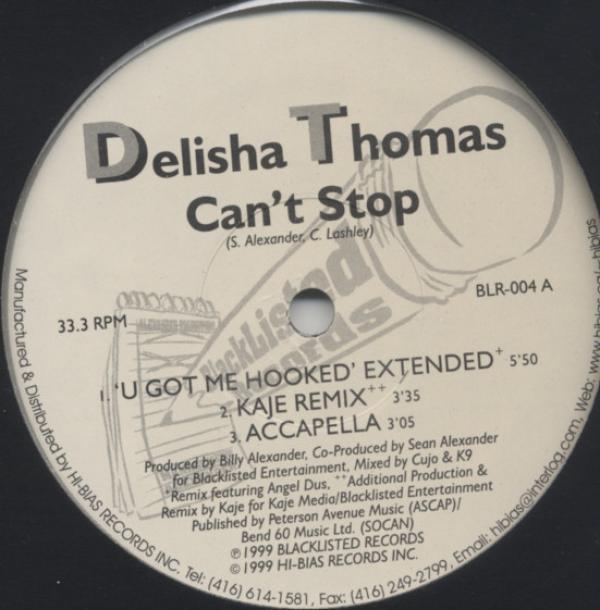 Delisha Thomas
Can't Stop
(S. Alexander, C. Lashley)
BlackListed
Records
33.3 RPM
BLR-004 A
1. 'U GOT ME HOOKED' EXTENDED+ 5'50
2. KAJE REMIX++ 3'35
3. ACCAPELLA 3'05
Produced by Billy Alexander, Co-Produced by Sean Alexander
for Blacklisted Entertainment, Mixed by Cujo & K9
+Remix featuring Angel Dus, ++Additional Production &
Remix by Kaje for Kaje Media/Blacklisted Entertainment
Published by Peterson Avenue Music (ASCAP)/
Bend 60 Music Ltd. (SOCAN)
℗ 1999 BLACKLISTED RECORDS
© 1999 HI-BIAS RECORDS INC.
Manufactured & Distributed by HI-BIAS RECORDS INC. Tel: (416) 614-1581, Fax: (416) 249-2799, Email: hibias@interlog.com, Web: www.hibias.ca/~hibias